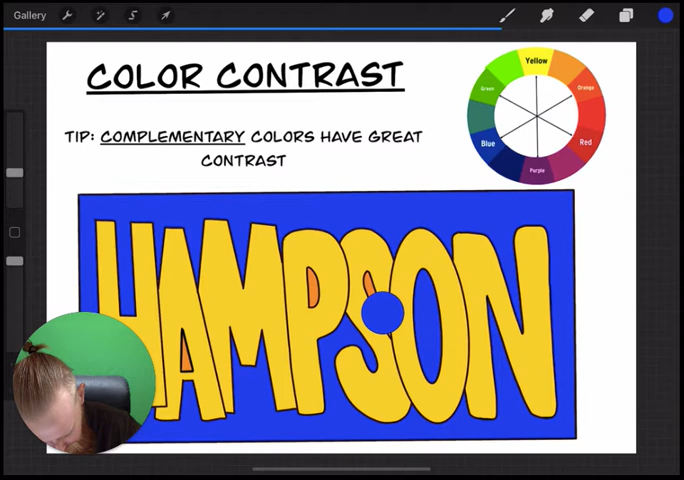 Gallery
COLOR CONTRAST
TIP: COMPLEMENTARY COLORS HAVE GREAT
CONTRAST
Yellow
Green
Orange
Blue
Red
Purple
HAMPSON